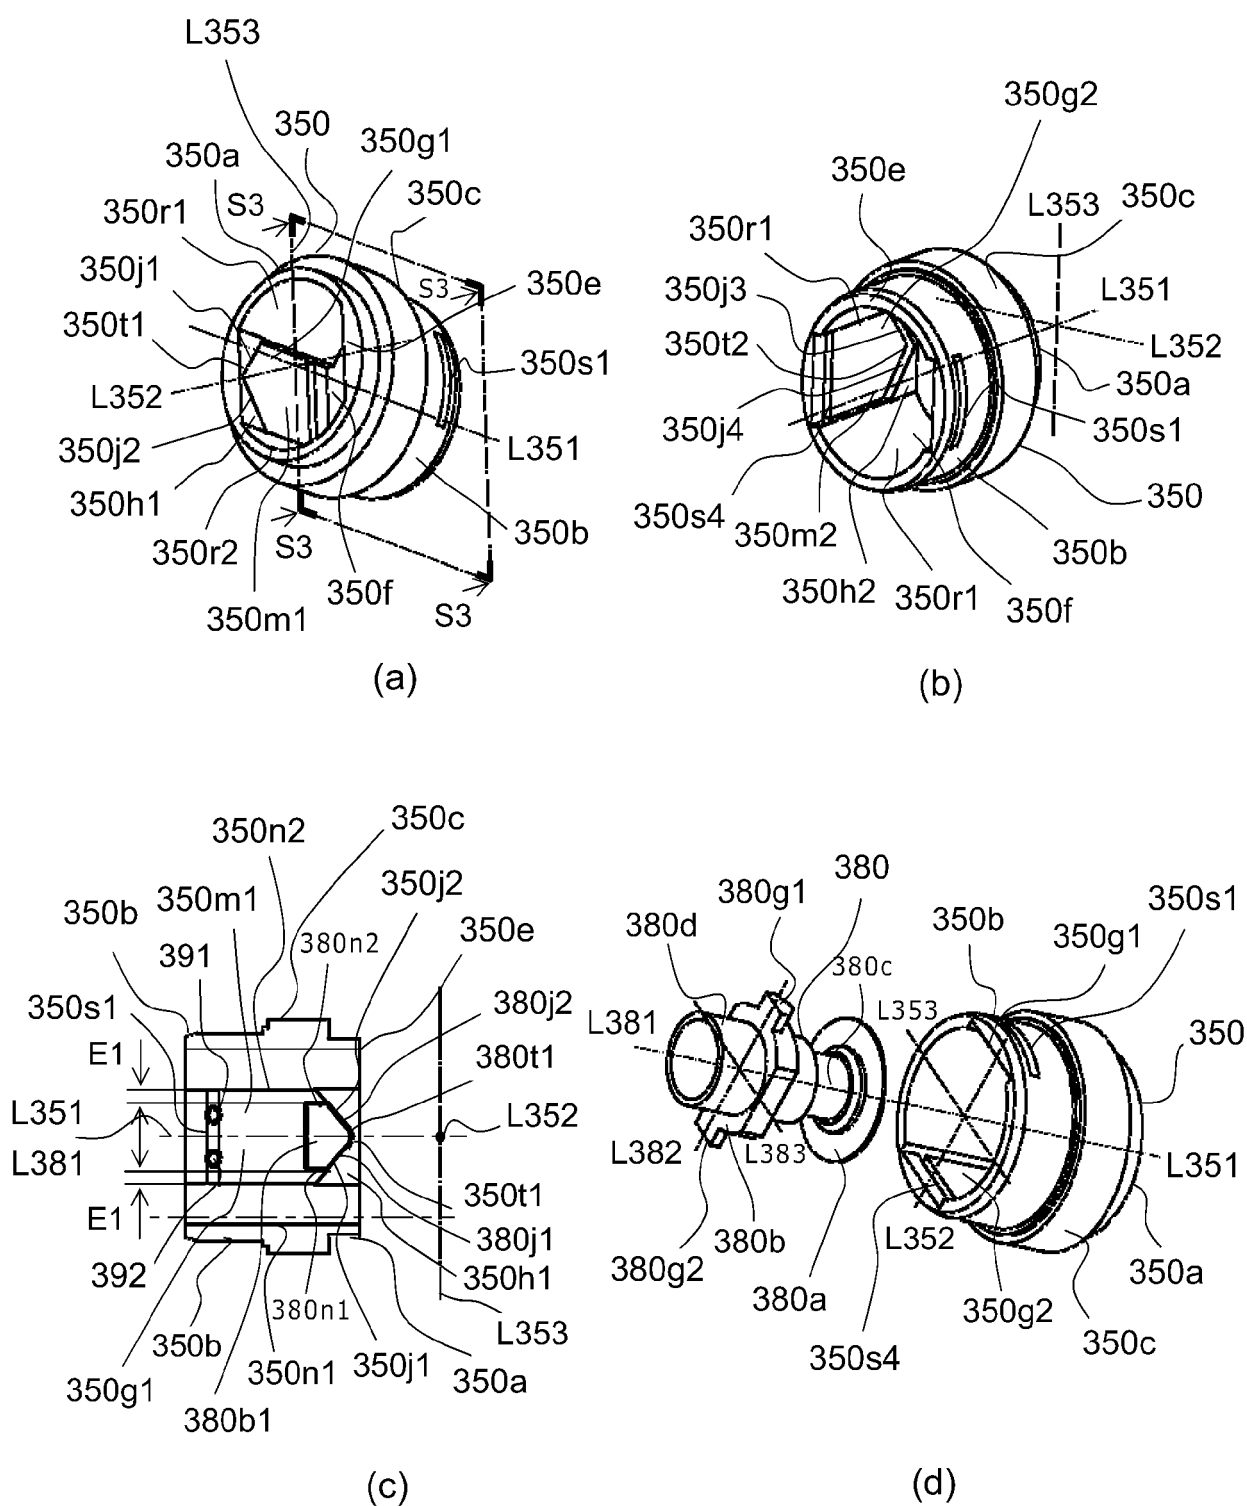 L353
350
350g1
350a
350c
S3
350r1
350j1
S3
350e
350t1
350s1
L352
350j2
L351
350h1
350r2
S3
350b
350f
350m1
S3
(a)
350g2
350e
350c
L353
350r1
350j3
L351
350t2
L352
350a
350j4
350s1
350s4
350
350m2
350b
350h2
350r1
350f
(b)
350c
350n2
350j2
350m1
350b
350e
391
380n2
350s1
380j2
E1
380t1
L351
L352
L381
350t1
E1
380j1
392
350h1
380n1
L353
350b
350n1
350j1
350a
350g1
380b1
(c)
380
380g1
350s1
380d
350b
350g1
380c
L353
L381
350
L382
L383
L351
L352
380b
380g2
350a
380a
350g2
350c
350s4
(d)